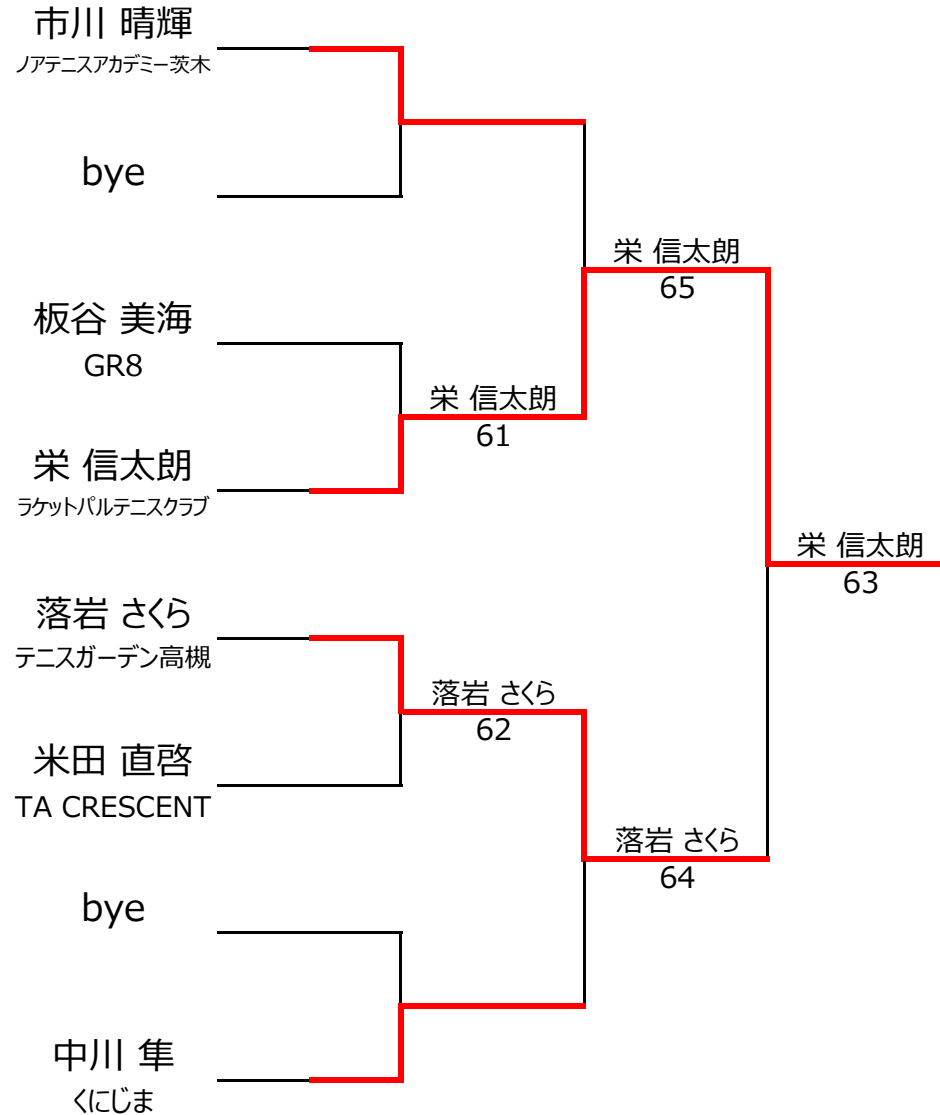 市川 晴輝
ノアテニスアカデミー茨木
bye
栄 信太朗
65
板谷 美海
GR8
栄 信太朗
61
栄 信太朗
ラケットパルテニスクラブ
栄 信太朗
63
落岩 さくら
テニスガーデン高槻
落岩 さくら
62
米田 直啓
TA CRESCENT
落岩 さくら
64
bye
中川 隼
くにじま